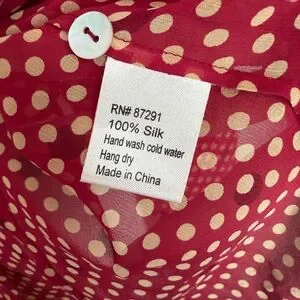 RN# 87291
100% Silk
Hand wash cold water
Hang dry
Made in China